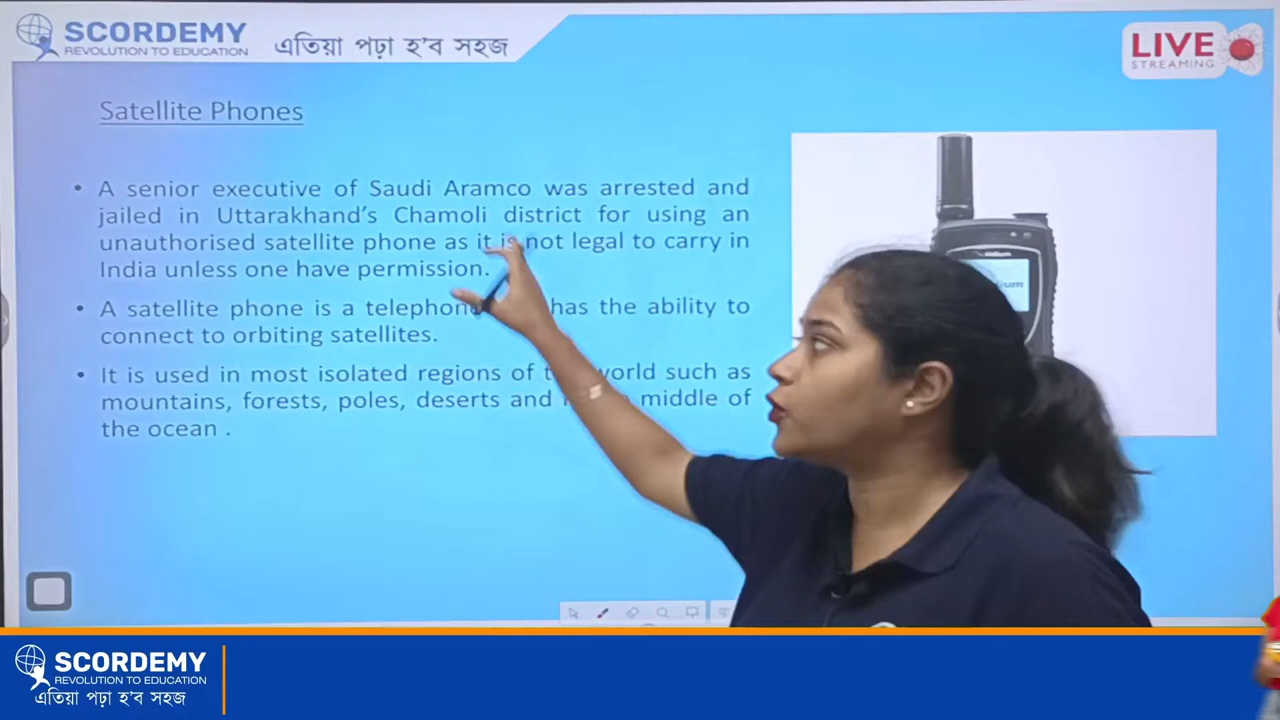 SCORDEMY
REVOLUTION TO EDUCATION
এতিয়া পঢ়া হ'ব সহজ
LIVE
STREAMING
Satellite Phones
• A senior executive of Saudi Aramco was arrested and
jailed in Uttarakhand's Chamoli district for using an
unauthorised satellite phone as it is not legal to carry in
India unless one have permission.
• A satellite phone is a telephone has the ability to
connect to orbiting satellites.
• It is used in most isolated regions of world such as
mountains, forests, poles, deserts and middle of
the ocean .
SCORDEMY
REVOLUTION TO EDUCATION
এতিয়া পঢ়া হ'ব সহজ